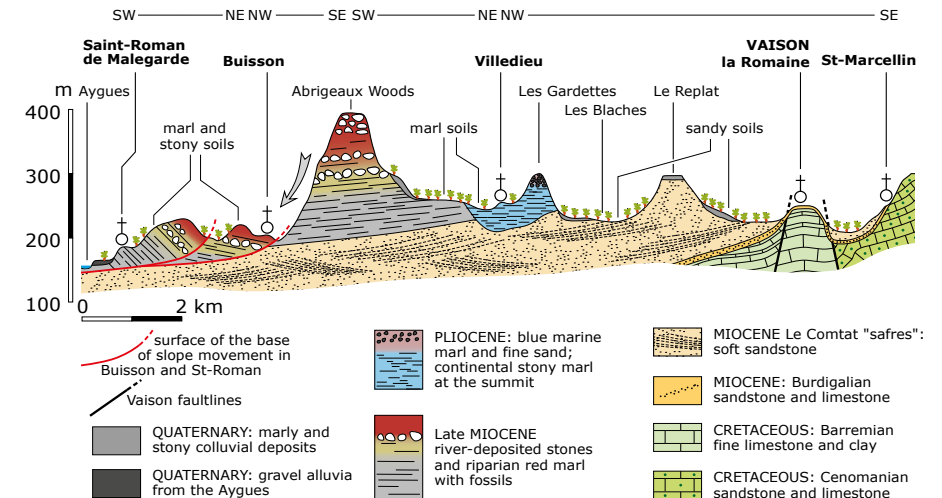 SW NE NW SE SW NE NW SE
Saint-Roman
de Malegarde
Buisson
Villedieu
VAISON
la Romaine
St-Marcellin
m Aygues
Abrigeaux Woods
Les Gardettes
Le Replat
Les Blaches
400
marl and
stony soils
marl soils
sandy soils
300
200
100
0 2 km
surface of the base
of slope movement in
Buisson and St-Roman
Vaison faultlines
QUATERNARY: marly and
stony colluvial deposits
QUATERNARY: gravel alluvia
from the Aygues
PLIOCENE: blue marine
marl and fine sand;
continental stony marl
at the summit
Late MIOCENE
river-deposited stones
and riparian red marl
with fossils
MIOCENE Le Comtat "safres":
soft sandstone
MIOCENE: Burdigalian
sandstone and limestone
CRETACEOUS: Barremian
fine limestone and clay
CRETACEOUS: Cenomanian
sandstone and limestone